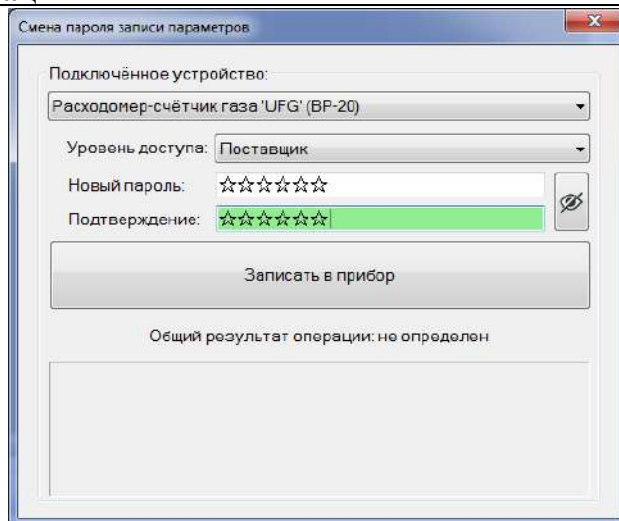 Смена пароля записи параметров
Подключённое устройство:
Расходомер-счётчик газа 'UFG' (ВР-20)
Уровень доступа: Поставщик
Новый пароль: ☆☆☆☆☆☆
Подтверждение: ☆☆☆☆☆☆
Записать в прибор
Общий результат операции: не определен